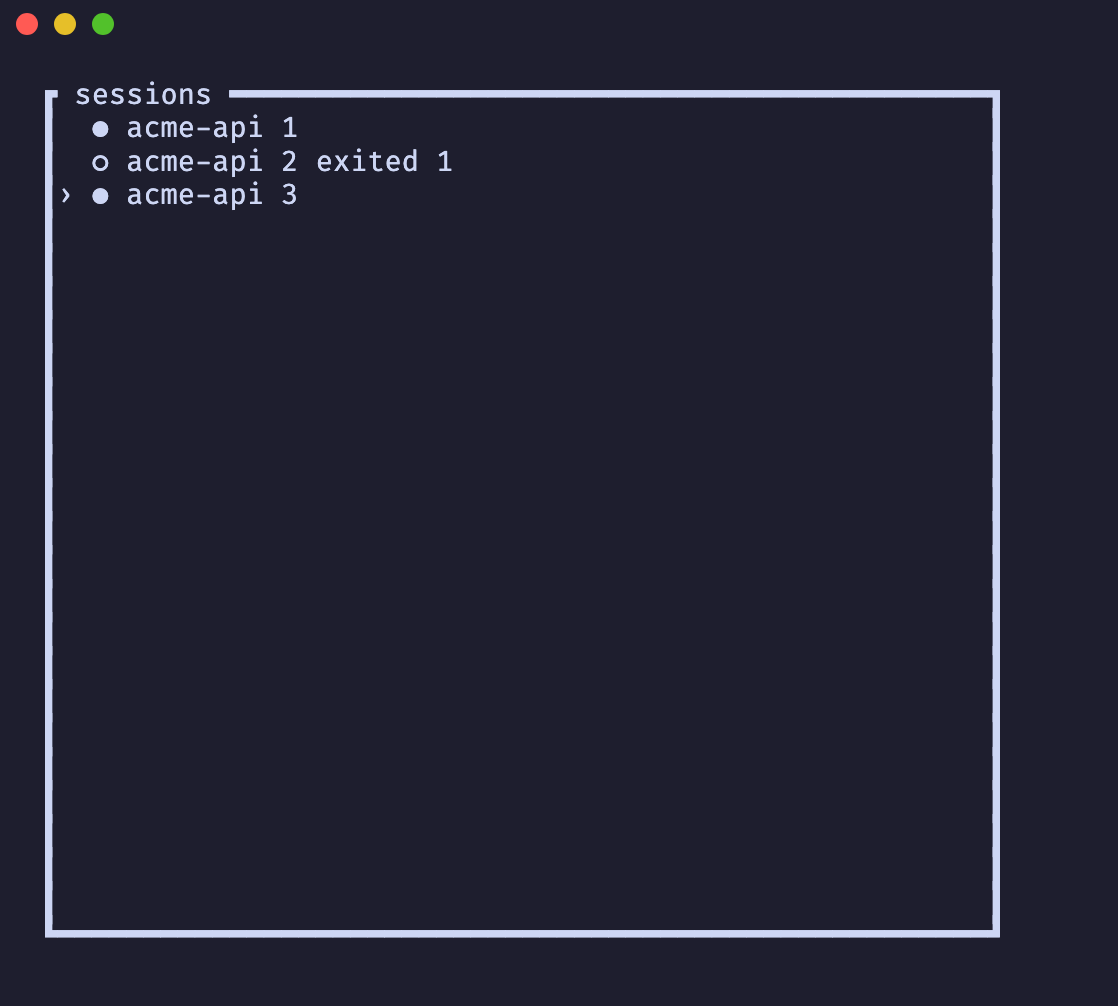 sessions
● acme-api 1
○ acme-api 2 exited 1
› ● acme-api 3